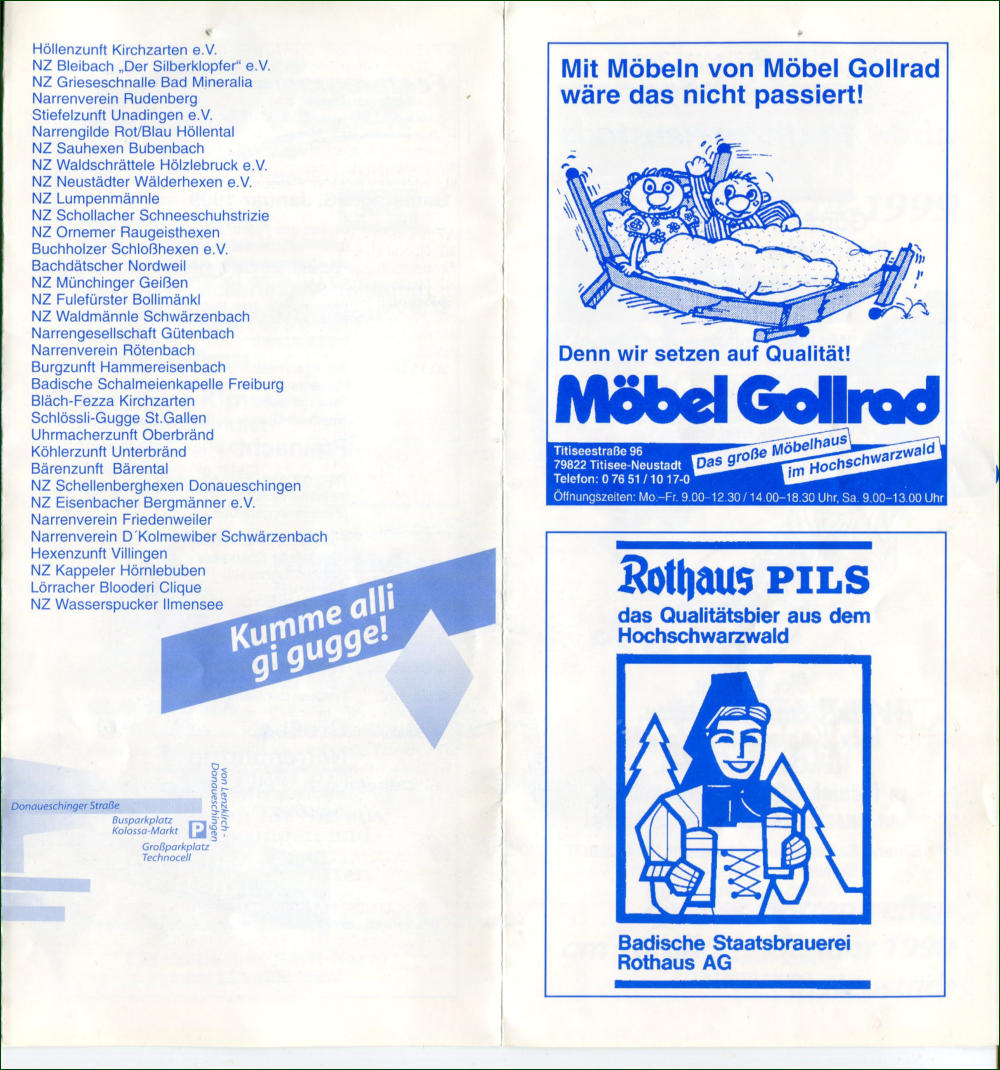 Höllenzunft Kirchzarten e.V.
NZ Bleibach „Der Silberklopfer“ e.V.
NZ Grieseschnalle Bad Mineralia
Narrenverein Rudenberg
Stiefelzunft Unadingen e.V.
Narrengilde Rot/Blau Höllental
NZ Sauhexen Bubenbach
NZ Waldschrättele Hölzlebruck e.V.
NZ Neustädter Wälderhexen e.V.
NZ Lumpenmännle
NZ Schollacher Schneeschuhstrizie
NZ Ornemer Raugeisthexen
Buchholzer Schloßhexen e.V.
Bachdätscher Nordweil
NZ Münchinger Geißen
NZ Fulefürster Bollimänkl
NZ Waldmännle Schwärzenbach
Narrengesellschaft Gütenbach
Narrenverein Rötenbach
Burgzunft Hammereisenbach
Badische Schalmeienkapelle Freiburg
Bläch-Fezza Kirchzarten
Schlössli-Gugge St.Gallen
Uhrmacherzunft Oberbränd
Köhlerzunft Unterbränd
Bärenzunft Bärental
NZ Schellenberghexen Donaueschingen
NZ Eisenbacher Bergmänner e.V.
Narrenverein Friedenweiler
Narrenverein D´Kolmewiber Schwärzenbach
Hexenzunft Villingen
NZ Kappeler Hörnlebuben
Lörracher Blooderi Clique
NZ Wasserspucker Ilmensee
Kumme alli
gi gugge!
von Lenzkirch -
Donaueschingen
Donaueschinger Straße
Busparkplatz
Kolossa-Markt P
Großparkplatz
Technocell
Mit Möbeln von Möbel Gollrad
wäre das nicht passiert!
Denn wir setzen auf Qualität!
Möbel Gollrad
Titiseestraße 96
79822 Titisee-Neustadt
Telefon: 0 76 51 / 10 17-0
Das große Möbelhaus
im Hochschwarzwald
Öffnungszeiten: Mo.–Fr. 9.00–12.30 / 14.00–18.30 Uhr, Sa. 9.00–13.00 Uhr
Rothaus PILS
das Qualitätsbier aus dem
Hochschwarzwald
Badische Staatsbrauerei
Rothaus AG